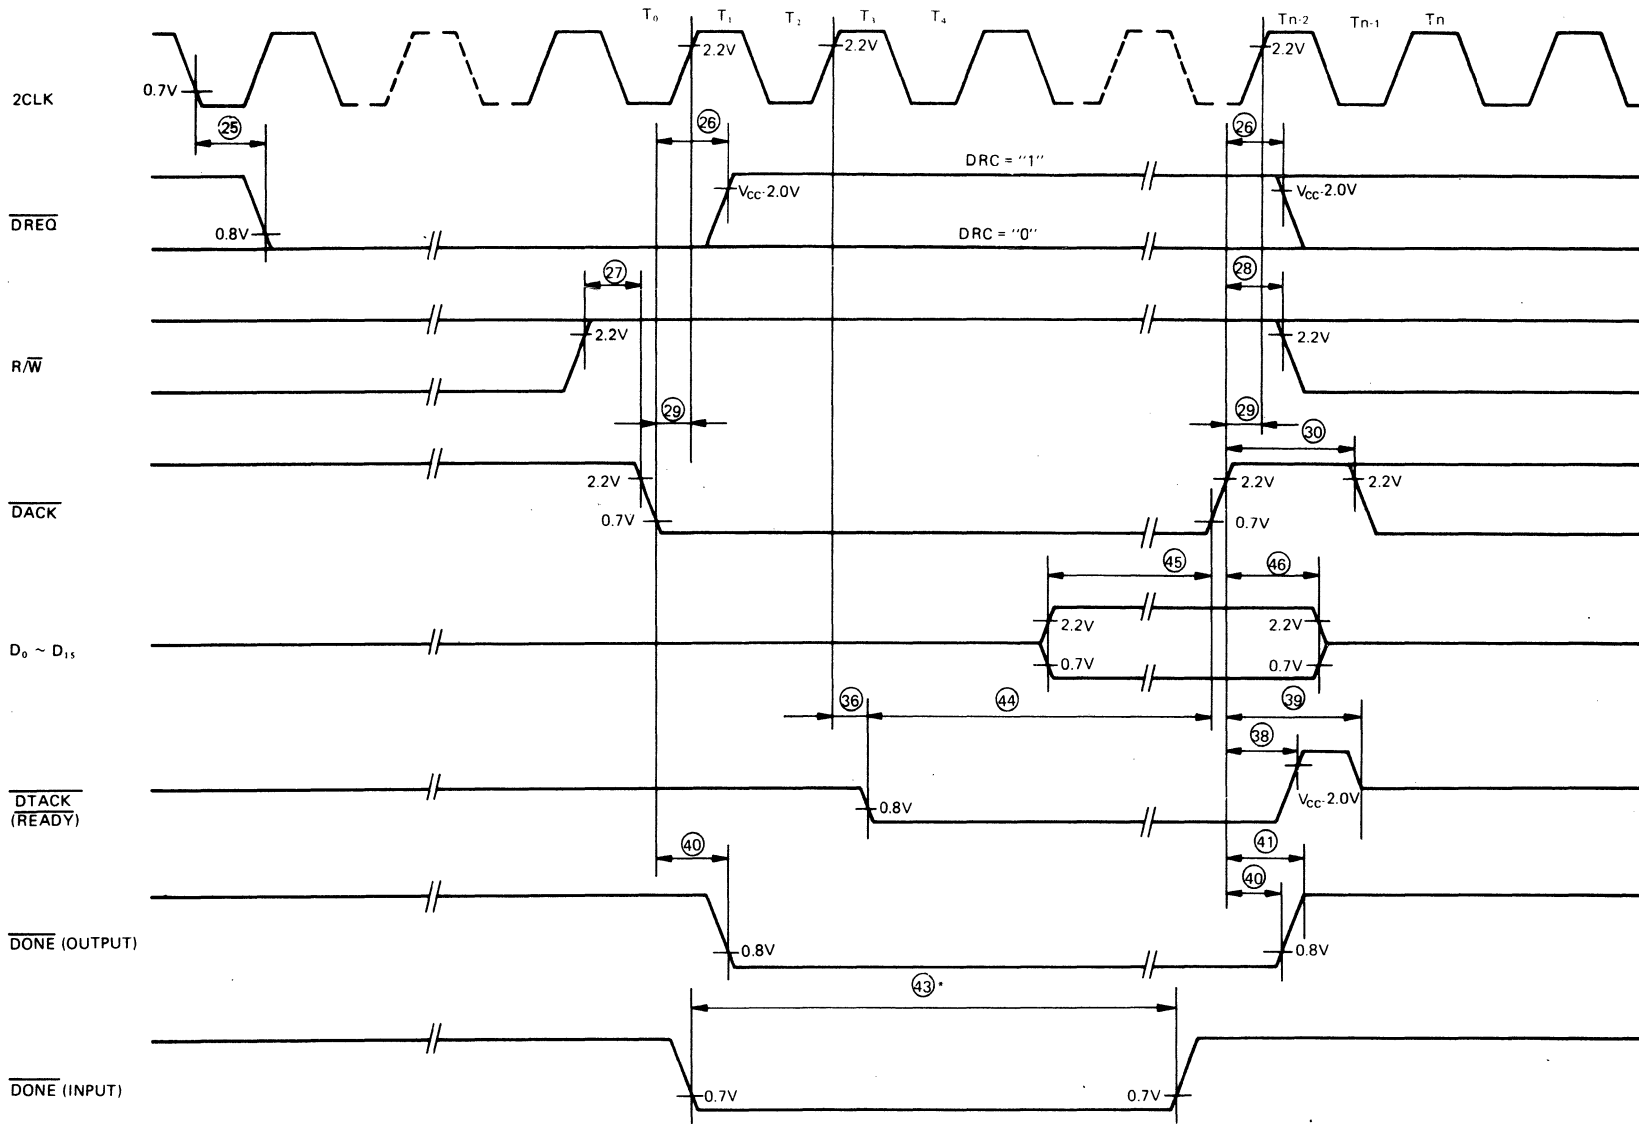 T₀ T₁ T₂ T₃ T₄ Tn-2 Tn-1 Tn
2CLK 0.7V 2.2V 2.2V 2.2V
25 26 26
DREQ 0.8V VCC-2.0V DRC = "1" DRC = "0" VCC-2.0V
27 28
R/W 2.2V 2.2V
29 29 30
DACK 2.2V 0.7V 0.7V 2.2V 2.2V
45 46
D₀ ~ D₁₅ 2.2V 0.7V 2.2V 0.7V
36 44 39
38
DTACK
(READY) 0.8V VCC-2.0V
40 41
40
DONE (OUTPUT) 0.8V 0.8V
43*
DONE (INPUT) 0.7V 0.7V